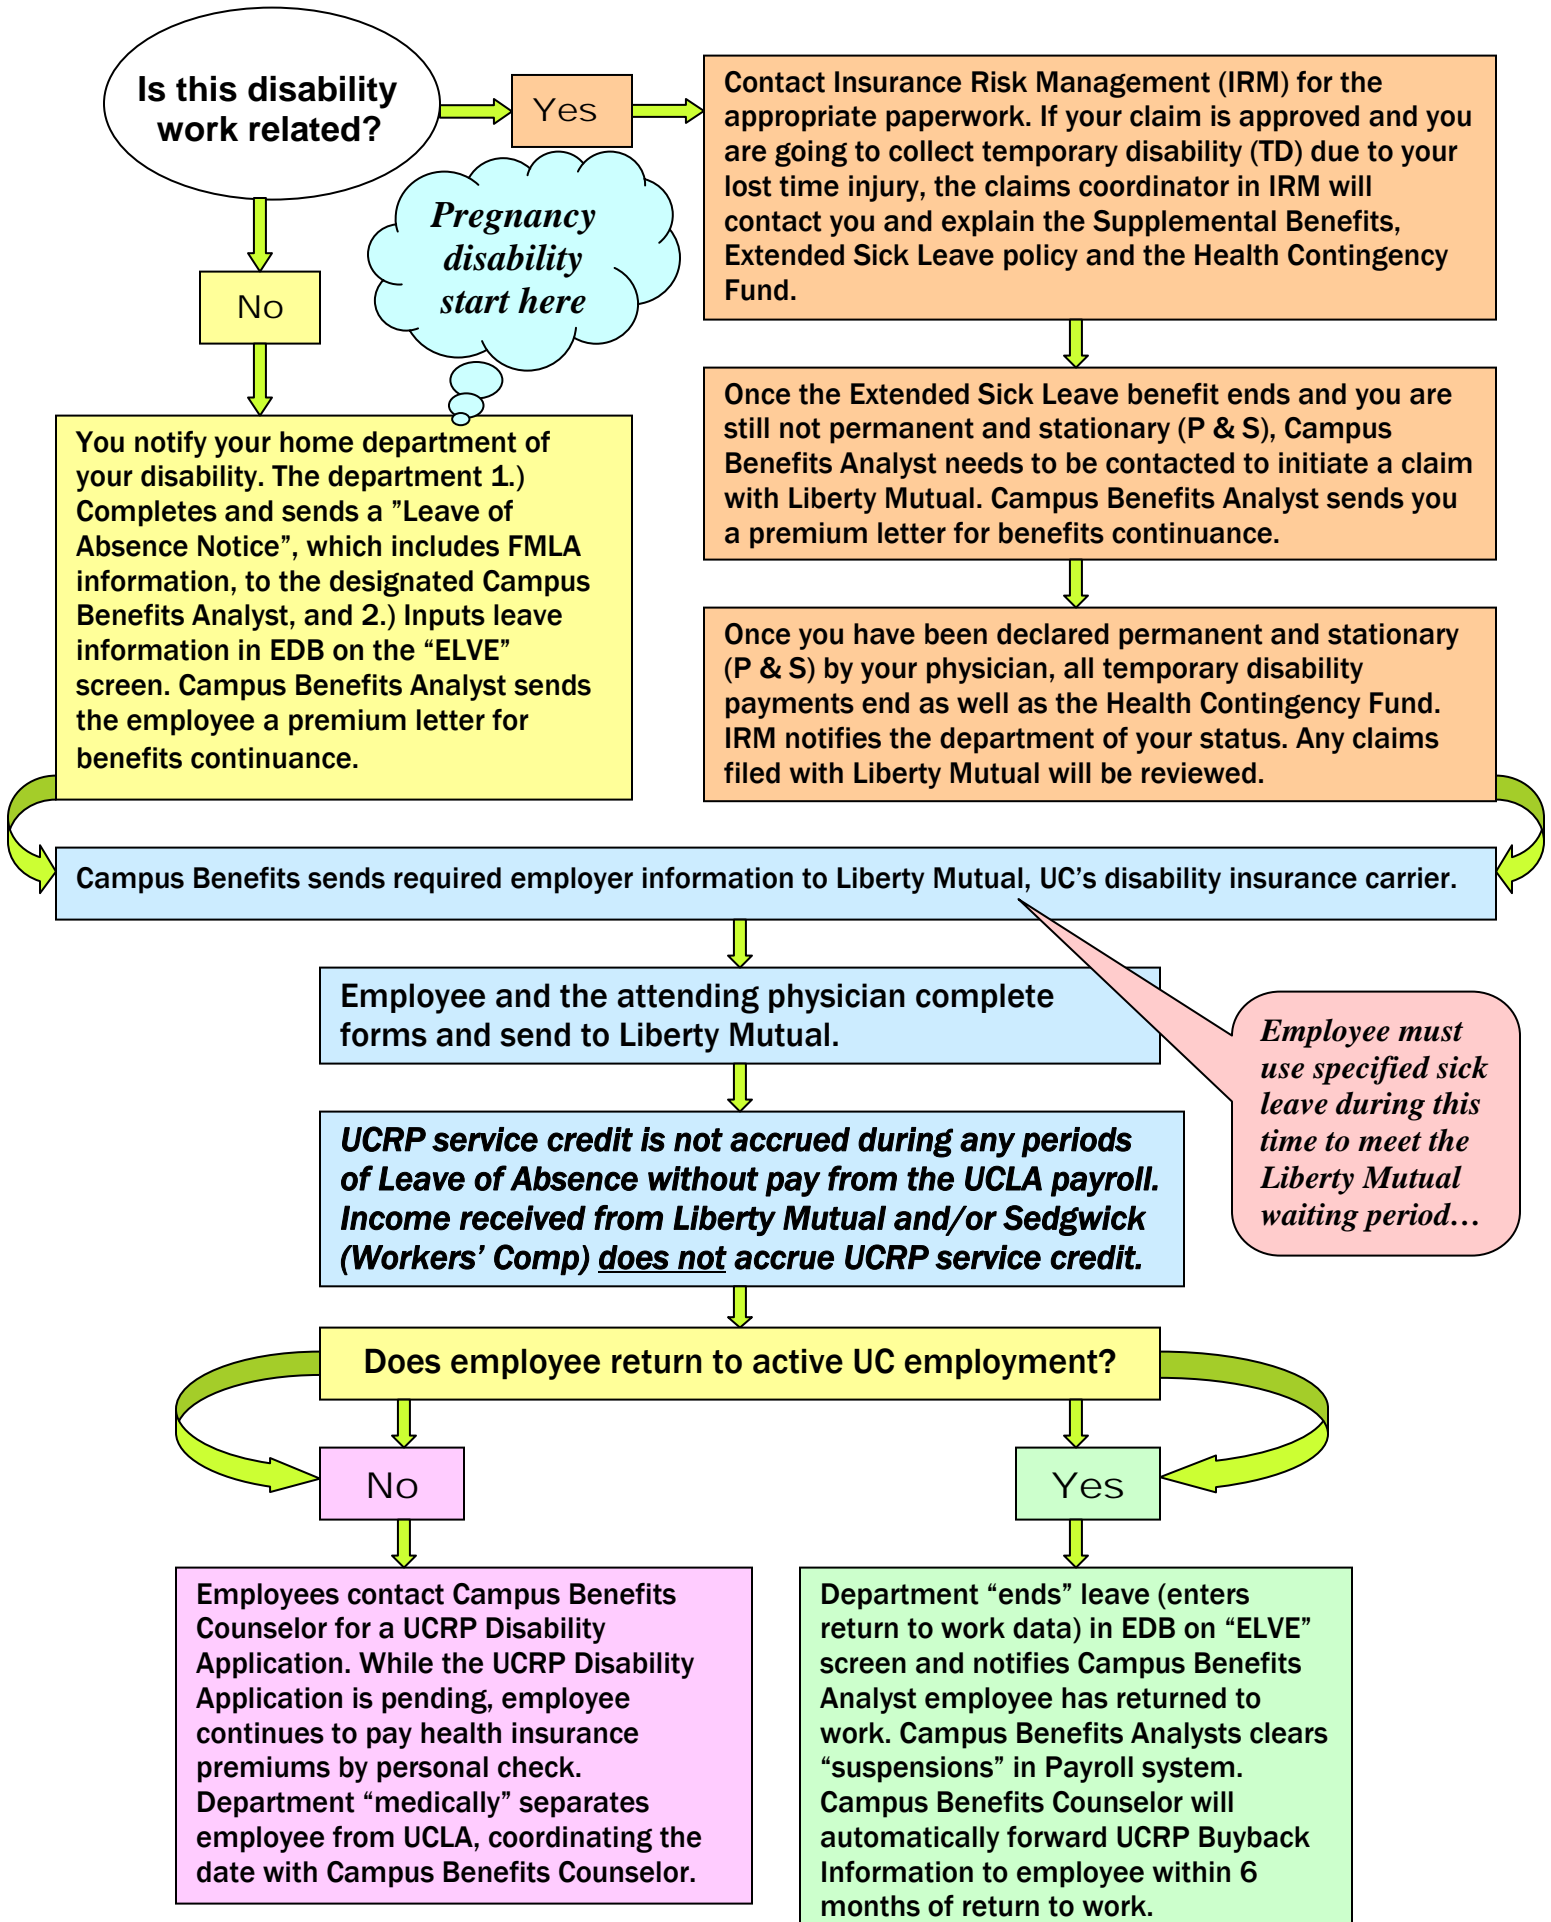 Is this disability
work related?
Yes
Contact Insurance Risk Management (IRM) for the
appropriate paperwork. If your claim is approved and you
are going to collect temporary disability (TD) due to your
lost time injury, the claims coordinator in IRM will
contact you and explain the Supplemental Benefits,
Extended Sick Leave policy and the Health Contingency
Fund.
Pregnancy
disability
start here
No
Once the Extended Sick Leave benefit ends and you are
still not permanent and stationary (P & S), Campus
Benefits Analyst needs to be contacted to initiate a claim
with Liberty Mutual. Campus Benefits Analyst sends you
a premium letter for benefits continuance.
You notify your home department of
your disability. The department 1.)
Completes and sends a ”Leave of
Absence Notice”, which includes FMLA
information, to the designated Campus
Benefits Analyst, and 2.) Inputs leave
information in EDB on the “ELVE”
screen. Campus Benefits Analyst sends
the employee a premium letter for
benefits continuance.
Once you have been declared permanent and stationary
(P & S) by your physician, all temporary disability
payments end as well as the Health Contingency Fund.
IRM notifies the department of your status. Any claims
filed with Liberty Mutual will be reviewed.
Campus Benefits sends required employer information to Liberty Mutual, UC’s disability insurance carrier.
Employee and the attending physician complete
forms and send to Liberty Mutual.
Employee must
use specified sick
leave during this
time to meet the
Liberty Mutual
waiting period…
UCRP service credit is not accrued during any periods
of Leave of Absence without pay from the UCLA payroll.
Income received from Liberty Mutual and/or Sedgwick
(Workers’ Comp) does not accrue UCRP service credit.
Does employee return to active UC employment?
No
Yes
Employees contact Campus Benefits
Counselor for a UCRP Disability
Application. While the UCRP Disability
Application is pending, employee
continues to pay health insurance
premiums by personal check.
Department “medically” separates
employee from UCLA, coordinating the
date with Campus Benefits Counselor.
Department “ends” leave (enters
return to work data) in EDB on “ELVE”
screen and notifies Campus Benefits
Analyst employee has returned to
work. Campus Benefits Analysts clears
“suspensions” in Payroll system.
Campus Benefits Counselor will
automatically forward UCRP Buyback
Information to employee within 6
months of return to work.